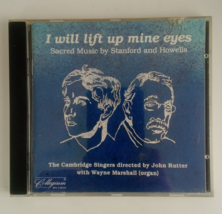 I will lift up mine eyes
Sacred Music by Stanford and Howells
The Cambridge Singers directed by John Rutter
with Wayne Marshall (organ)
Collegium